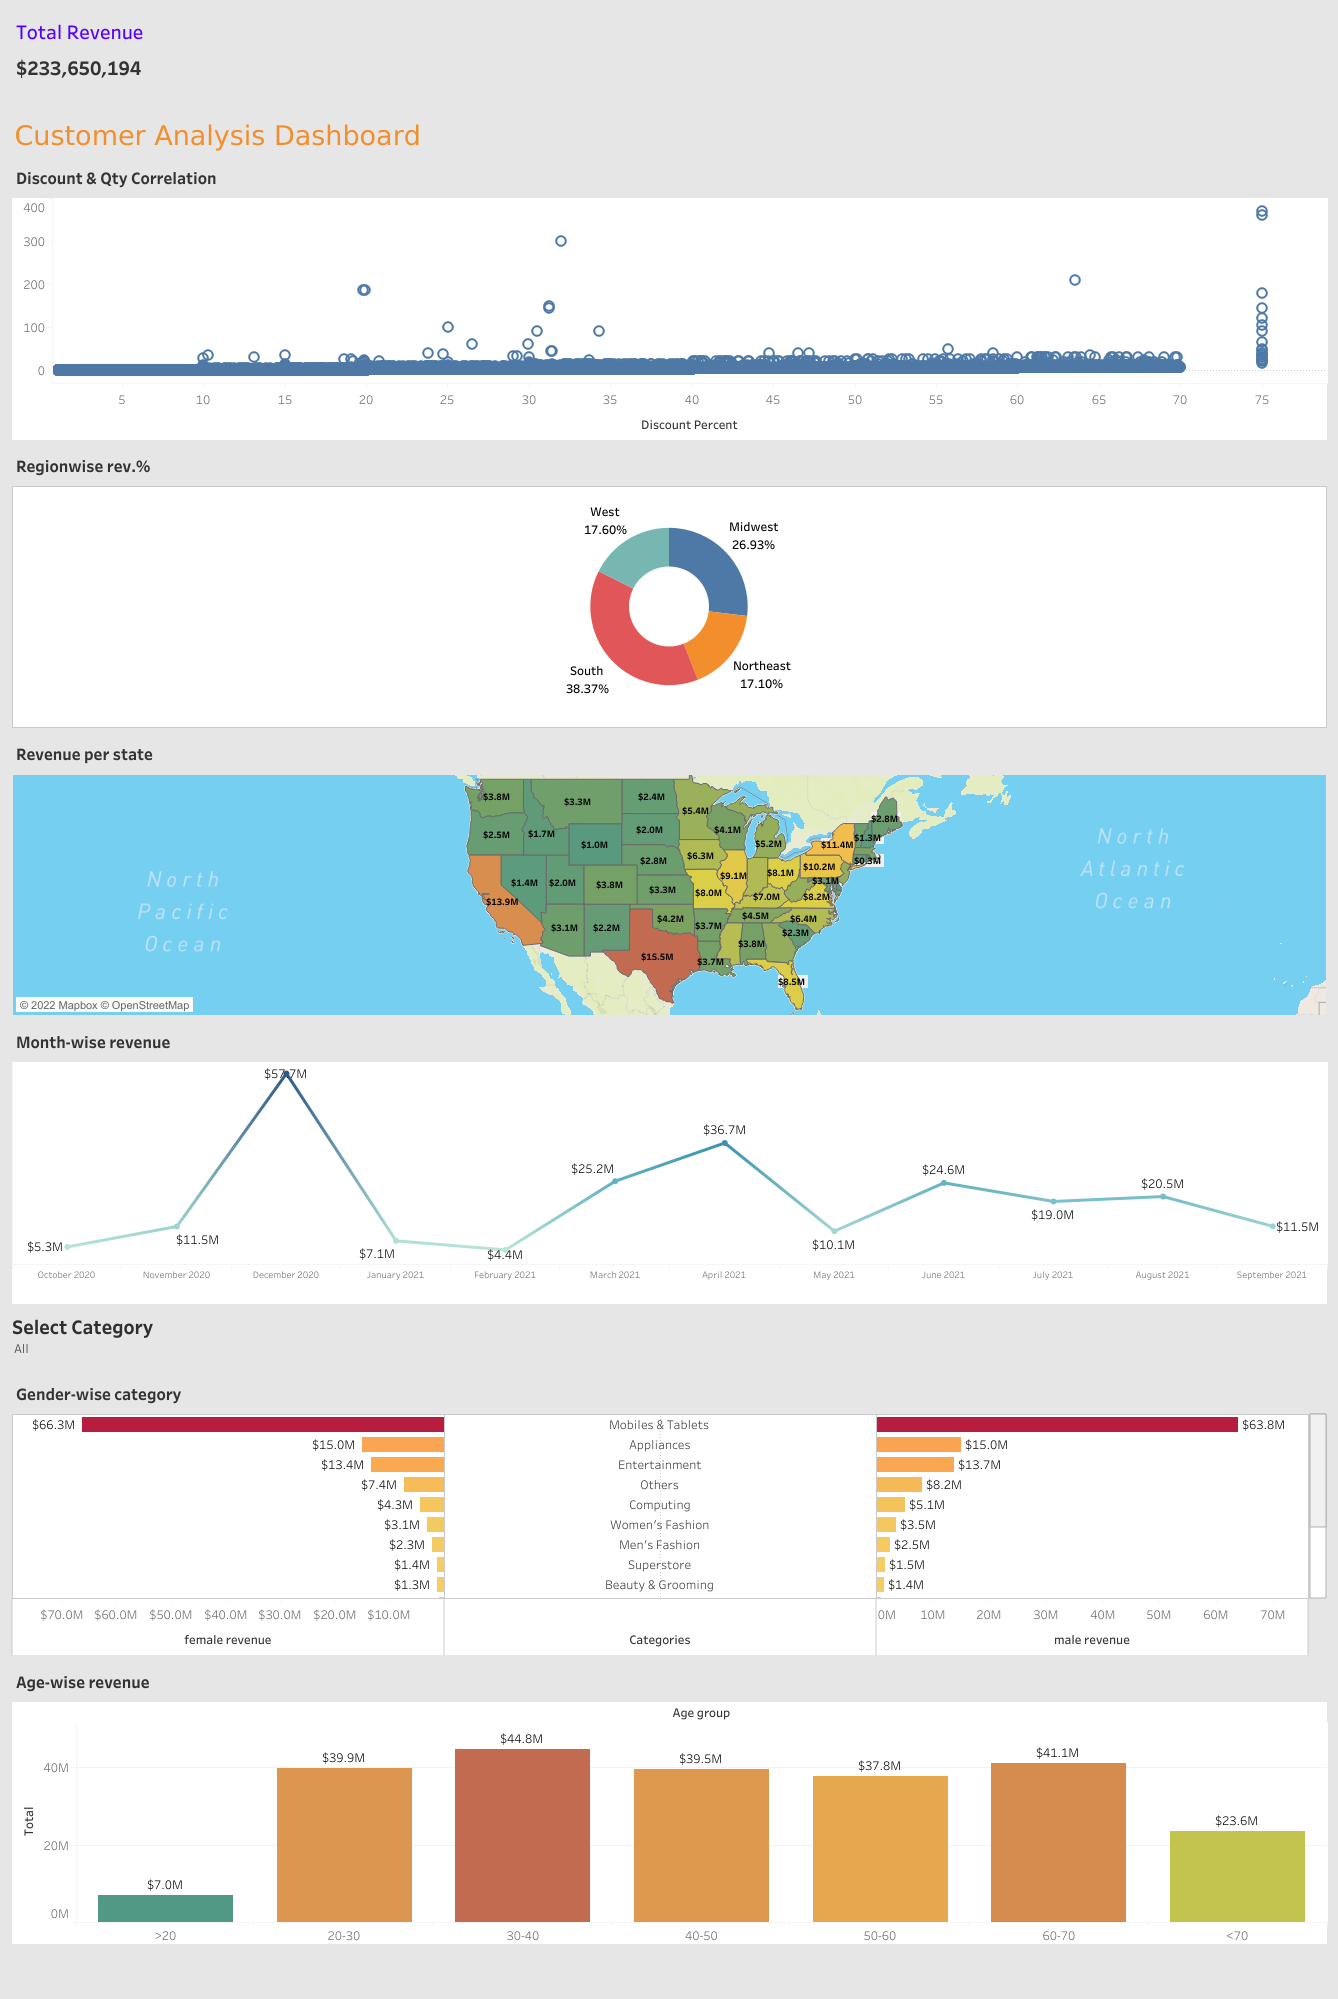 Total Revenue
$233,650,194
Customer Analysis Dashboard
Discount & Qty Correlation
400
300
200
100
0
5 10 15 20 25 30 35 40 45 50 55 60 65 70 75
Discount Percent
Regionwise rev.%
West
17.60%
Midwest
26.93%
South
38.37%
Northeast
17.10%
Revenue per state
North
Pacific
Ocean
North
Atlantic
Ocean
$3.8M $3.3M $2.4M $5.4M $2.8M
$2.5M $1.7M $2.0M $4.1M $1.3M
$1.0M $5.2M $11.4M
$2.8M $6.3M $10.2M $0.3M
$1.4M $2.0M $3.8M $3.3M $8.0M $9.1M $8.1M $3.1M
$13.9M $7.0M $8.2M
$3.1M $2.2M $4.2M $3.7M $4.5M $6.4M
$2.3M
$15.5M $3.7M $3.8M
$8.5M
© 2022 Mapbox © OpenStreetMap
Month-wise revenue
$5.3M $11.5M $57.7M $7.1M $4.4M $25.2M $36.7M $10.1M $24.6M $19.0M $20.5M $11.5M
October 2020 November 2020 December 2020 January 2021 February 2021 March 2021 April 2021 May 2021 June 2021 July 2021 August 2021 September 2021
Select Category
All
Gender-wise category
$66.3M Mobiles & Tablets $63.8M
$15.0M Appliances $15.0M
$13.4M Entertainment $13.7M
$7.4M Others $8.2M
$4.3M Computing $5.1M
$3.1M Women's Fashion $3.5M
$2.3M Men's Fashion $2.5M
$1.4M Superstore $1.5M
$1.3M Beauty & Grooming $1.4M
$70.0M $60.0M $50.0M $40.0M $30.0M $20.0M $10.0M 0M 10M 20M 30M 40M 50M 60M 70M
female revenue Categories male revenue
Age-wise revenue
Age group
Total
40M
20M
0M
$7.0M $39.9M $44.8M $39.5M $37.8M $41.1M $23.6M
>20 20-30 30-40 40-50 50-60 60-70 <70